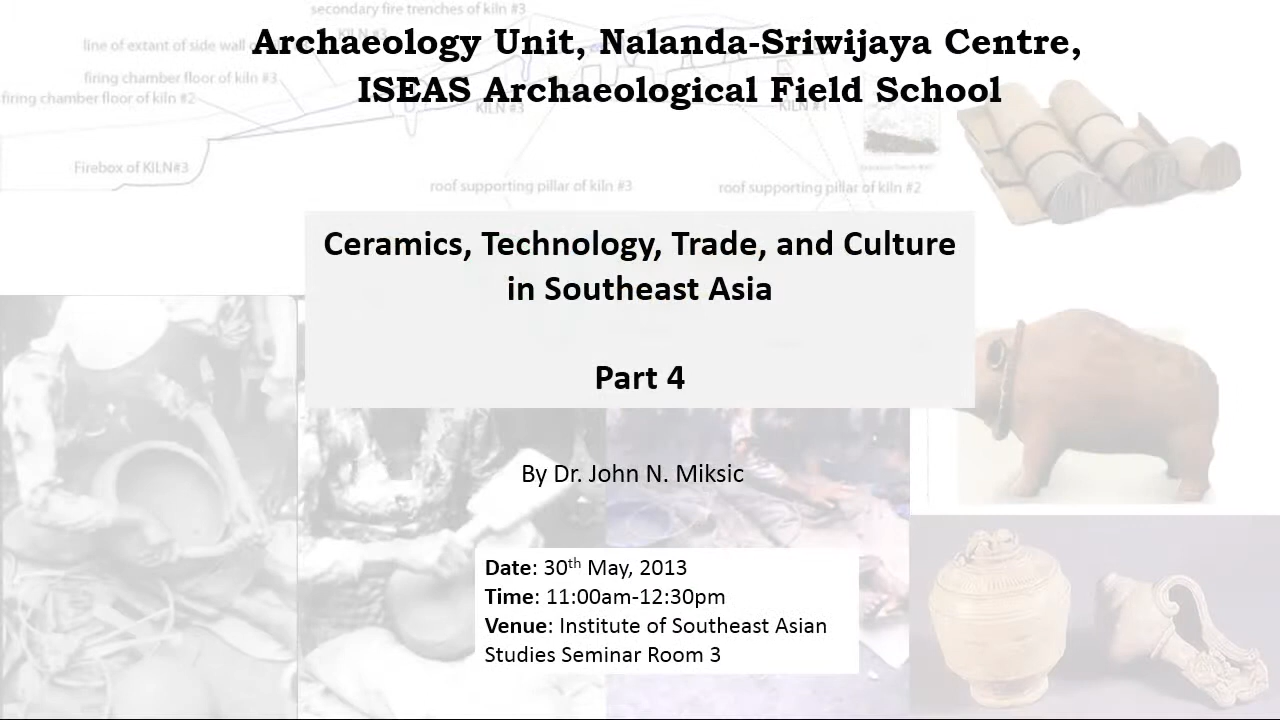 secondary fire trenches of kiln #3
line of extant of side wall
Archaeology Unit, Nalanda-Sriwijaya Centre,
firing chamber floor of kiln #3
firing chamber floor of kiln #2
ISEAS Archaeological Field School
KILN #3
KILN #1
Firebox of KILN#3
roof supporting pillar of kiln #3
roof supporting pillar of kiln #2
Ceramics, Technology, Trade, and Culture
in Southeast Asia
Part 4
By Dr. John N. Miksic
Date: 30th May, 2013
Time: 11:00am-12:30pm
Venue: Institute of Southeast Asian
Studies Seminar Room 3